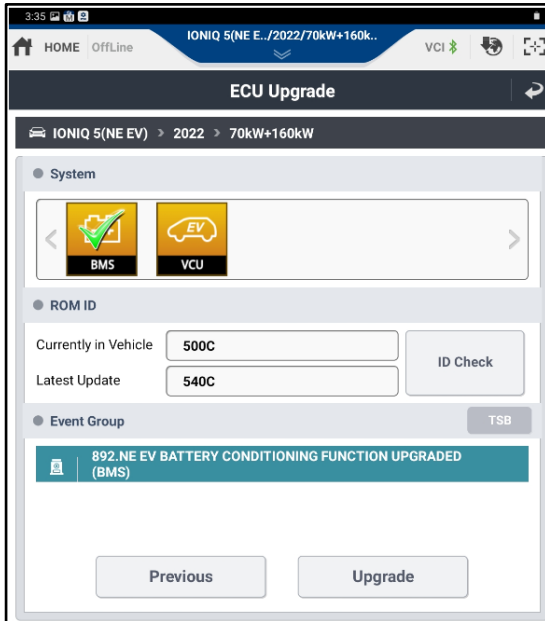 3:35
IONIQ 5(NE E../2022/70kW+160k..
HOME OffLine
VCI
ECU Upgrade
IONIQ 5(NE EV) > 2022 > 70kW+160kW
System
EV
BMS
VCU
ROM ID
Currently in Vehicle
500C
Latest Update
540C
ID Check
Event Group
TSB
892.NE EV BATTERY CONDITIONING FUNCTION UPGRADED
(BMS)
Previous
Upgrade